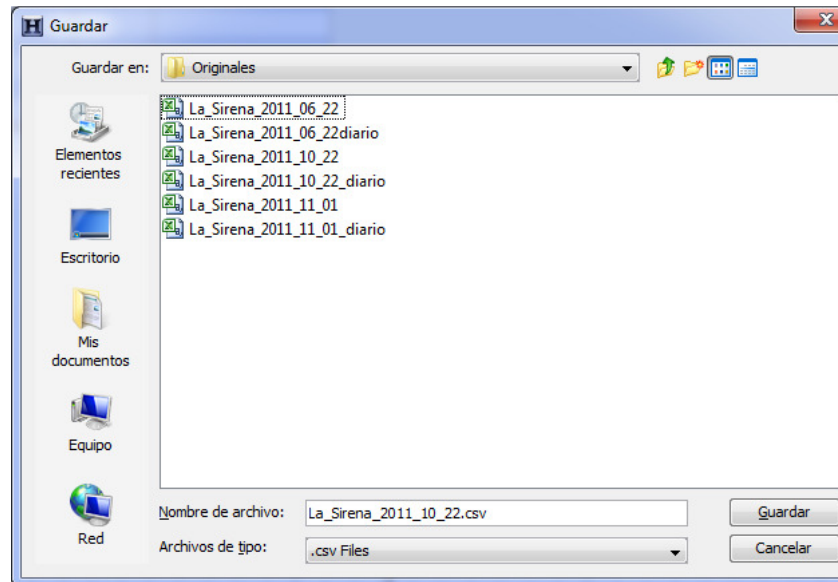 Guardar
Guardar en:
Originales
La_Sirena_2011_06_22
La_Sirena_2011_06_22diario
La_Sirena_2011_10_22
La_Sirena_2011_10_22_diario
La_Sirena_2011_11_01
La_Sirena_2011_11_01_diario
Elementos
recientes
Escritorio
Mis
documentos
Equipo
Red
Nombre de archivo:
La_Sirena_2011_10_22.csv
Guardar
Archivos de tipo:
.csv Files
Cancelar